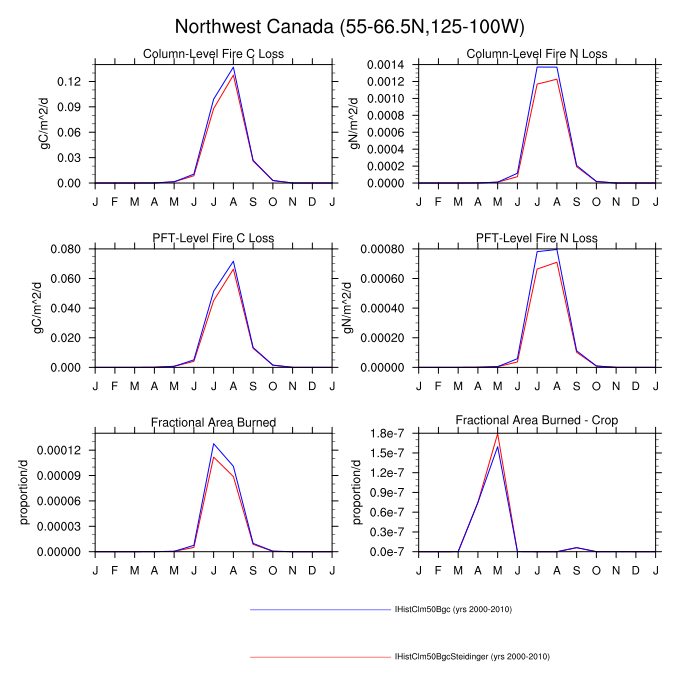 Northwest Canada (55-66.5N,125-100W)
Column-Level Fire C Loss
gC/m^2/d
0.12
0.09
0.06
0.03
0.00
J F M A M J J A S O N D J
Column-Level Fire N Loss
gN/m^2/d
0.0014
0.0012
0.0010
0.0008
0.0006
0.0004
0.0002
0.0000
J F M A M J J A S O N D J
PFT-Level Fire C Loss
gC/m^2/d
0.080
0.060
0.040
0.020
0.000
J F M A M J J A S O N D J
PFT-Level Fire N Loss
gN/m^2/d
0.00080
0.00060
0.00040
0.00020
0.00000
J F M A M J J A S O N D J
Fractional Area Burned
proportion/d
0.00012
0.00009
0.00006
0.00003
0.00000
J F M A M J J A S O N D J
Fractional Area Burned - Crop
proportion/d
1.8e-7
1.5e-7
1.2e-7
0.9e-7
0.6e-7
0.3e-7
0.0e-7
J F M A M J J A S O N D J
IHistClm50Bgc (yrs 2000-2010)
IHistClm50BgcSteidinger (yrs 2000-2010)